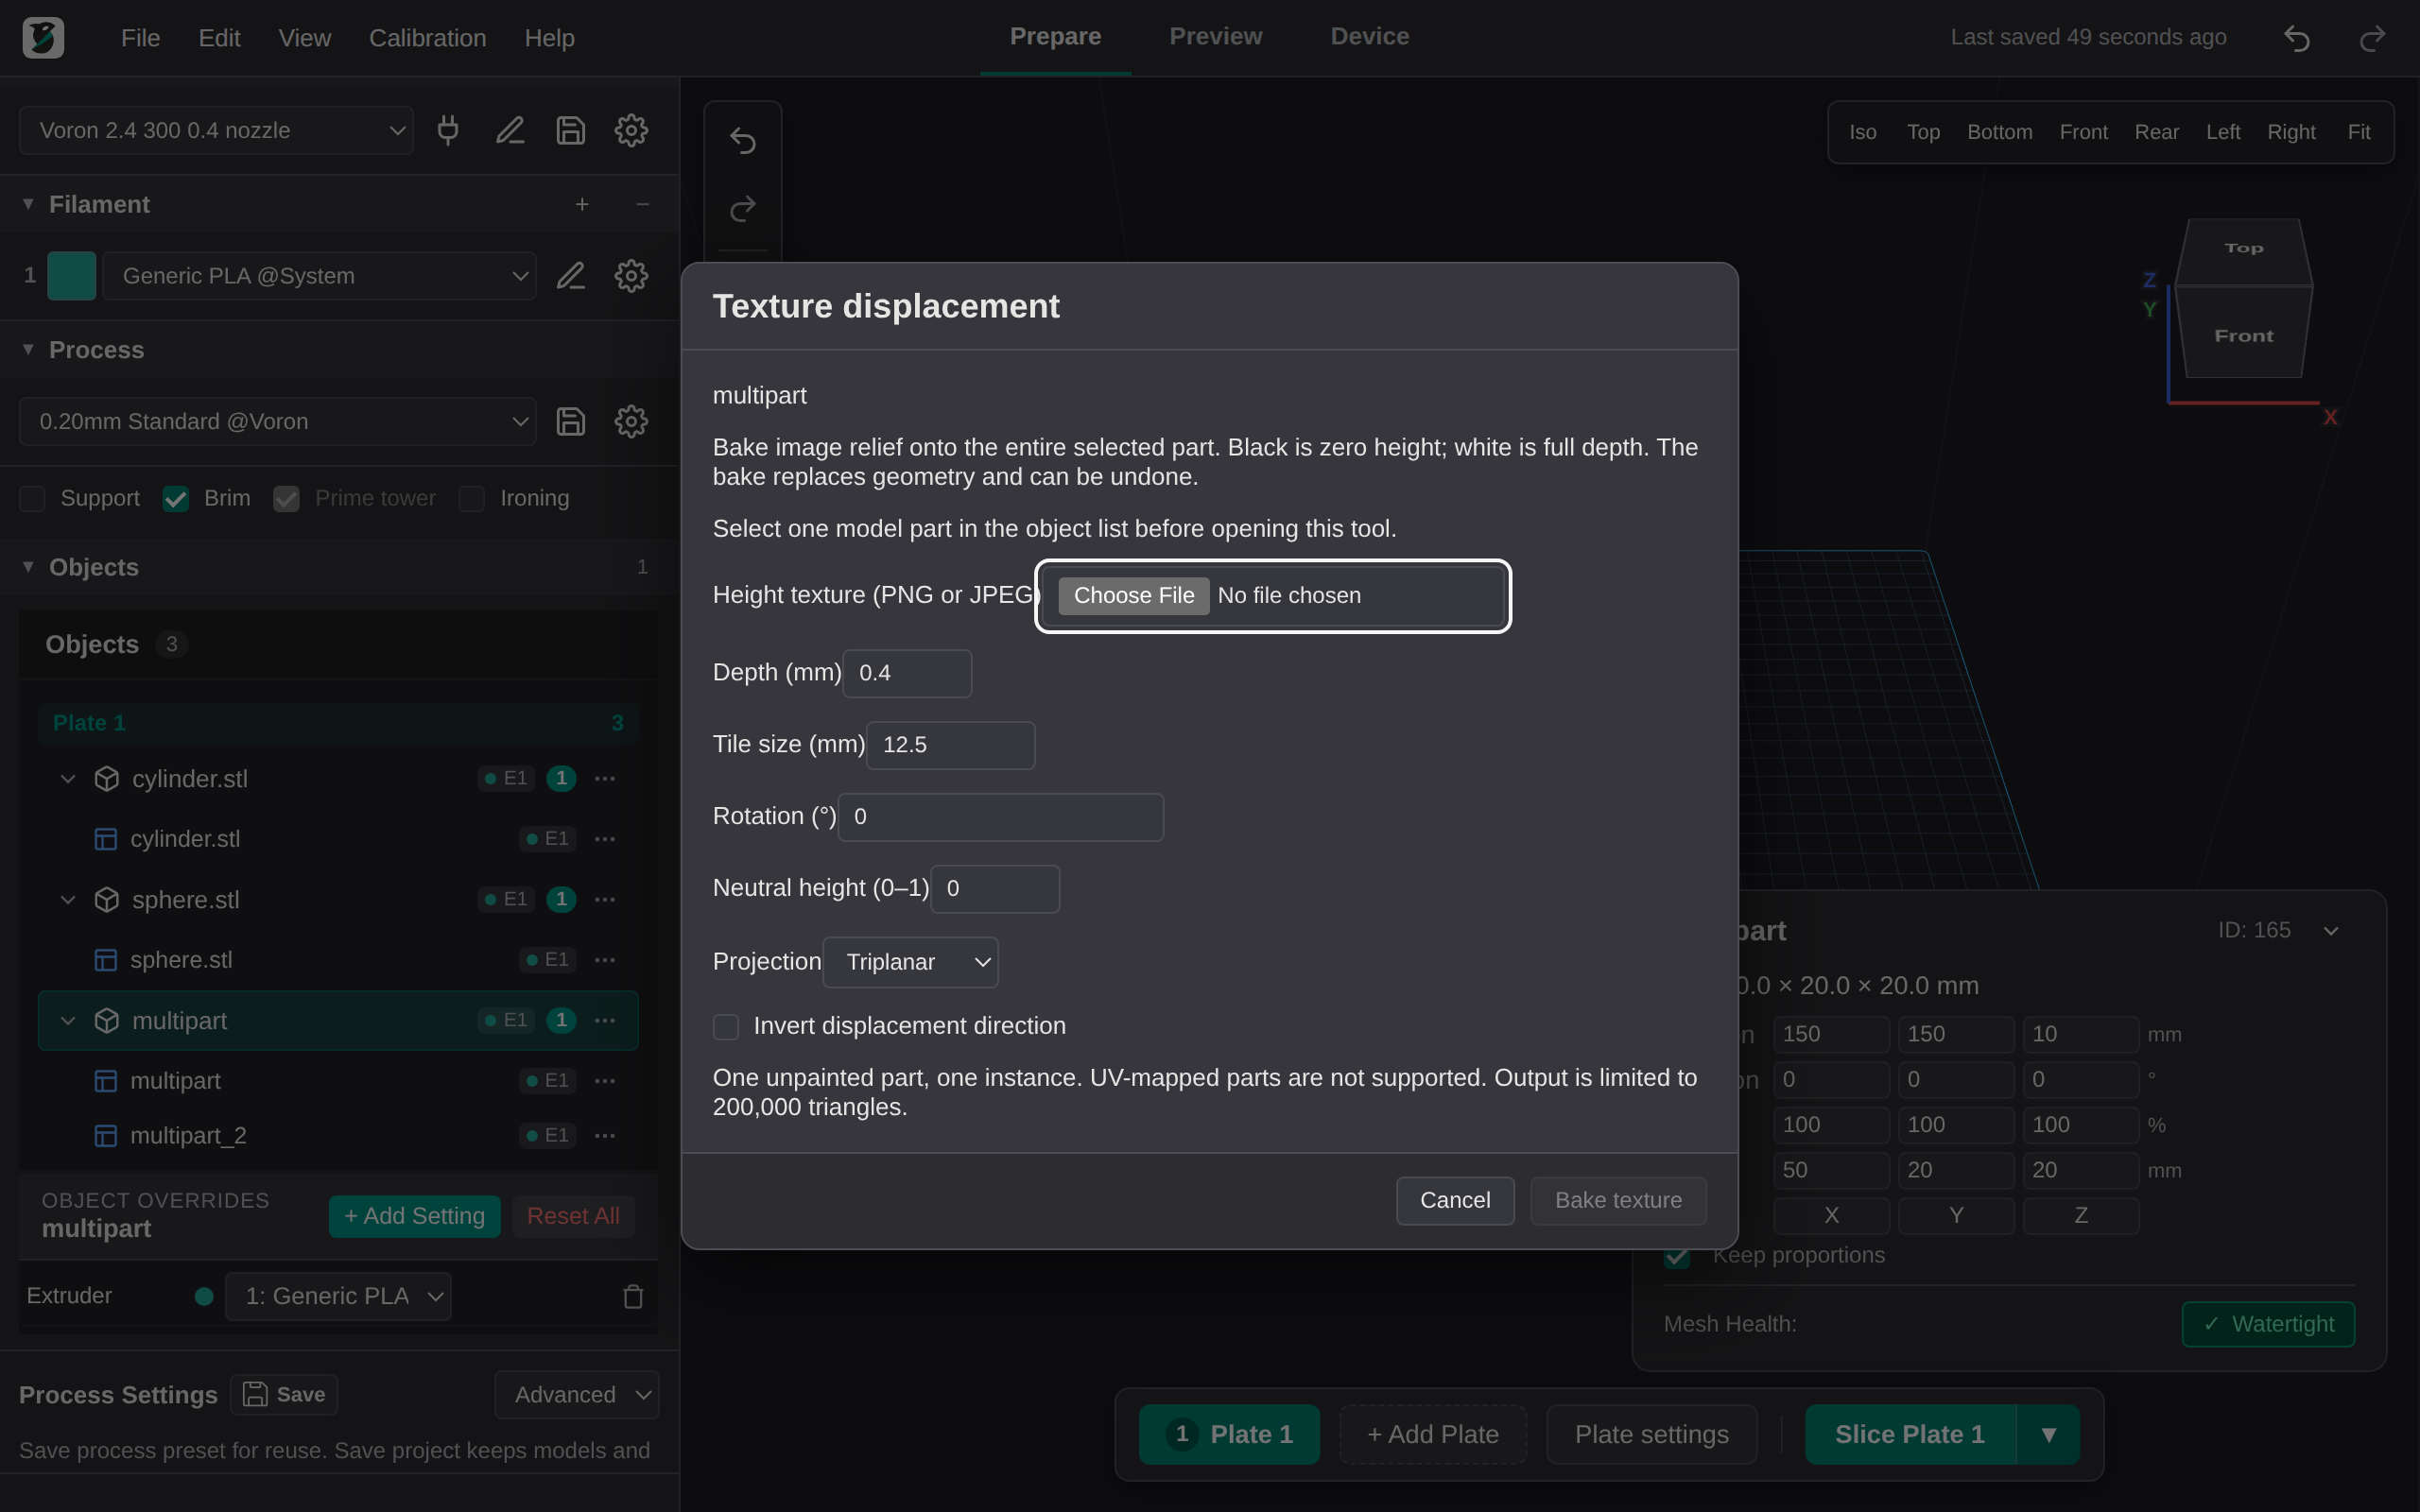 File Edit View Calibration Help
Prepare Preview Device
Last saved 49 seconds ago
Voron 2.4 300 0.4 nozzle
Filament + −
1 Generic PLA @System
Process
0.20mm Standard @Voron
Support Brim Prime tower Ironing
Objects 1
Objects 3
Plate 1 3
cylinder.stl E1 1
cylinder.stl E1
sphere.stl E1 1
sphere.stl E1
multipart E1 1
multipart E1
multipart_2 E1
OBJECT OVERRIDES
multipart
+ Add Setting Reset All
Extruder 1: Generic PLA
Process Settings Save Advanced
Save process preset for reuse. Save project keeps models and
Iso Top Bottom Front Rear Left Right Fit
Top
Front
Z
Y
X
Texture displacement
multipart
Bake image relief onto the entire selected part. Black is zero height; white is full depth. The
bake replaces geometry and can be undone.
Select one model part in the object list before opening this tool.
Height texture (PNG or JPEG) Choose File No file chosen
Depth (mm) 0.4
Tile size (mm) 12.5
Rotation (°) 0
Neutral height (0–1) 0
Projection Triplanar
Invert displacement direction
One unpainted part, one instance. UV-mapped parts are not supported. Output is limited to
200,000 triangles.
Cancel Bake texture
part ID: 165
0.0 × 20.0 × 20.0 mm
n 150 150 10 mm
on 0 0 0 °
100 100 100 %
50 20 20 mm
X Y Z
Keep proportions
Mesh Health: ✓ Watertight
1 Plate 1 + Add Plate Plate settings Slice Plate 1 ▼